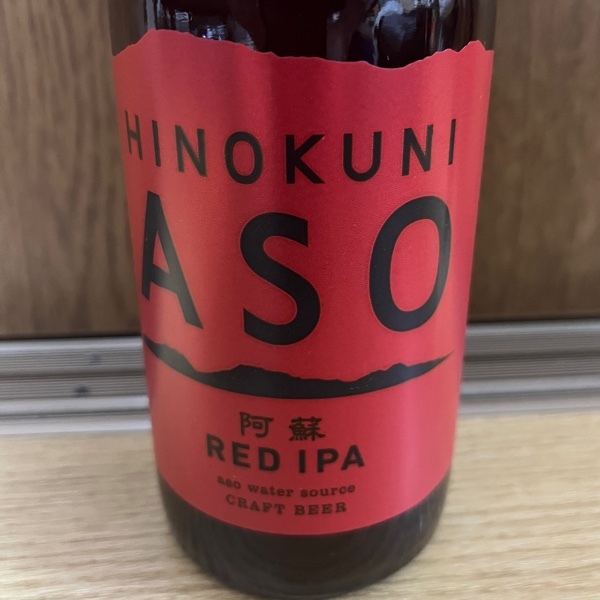 HINOKUNI
ASO
阿蘇
RED IPA
aso water source
CRAFT BEER